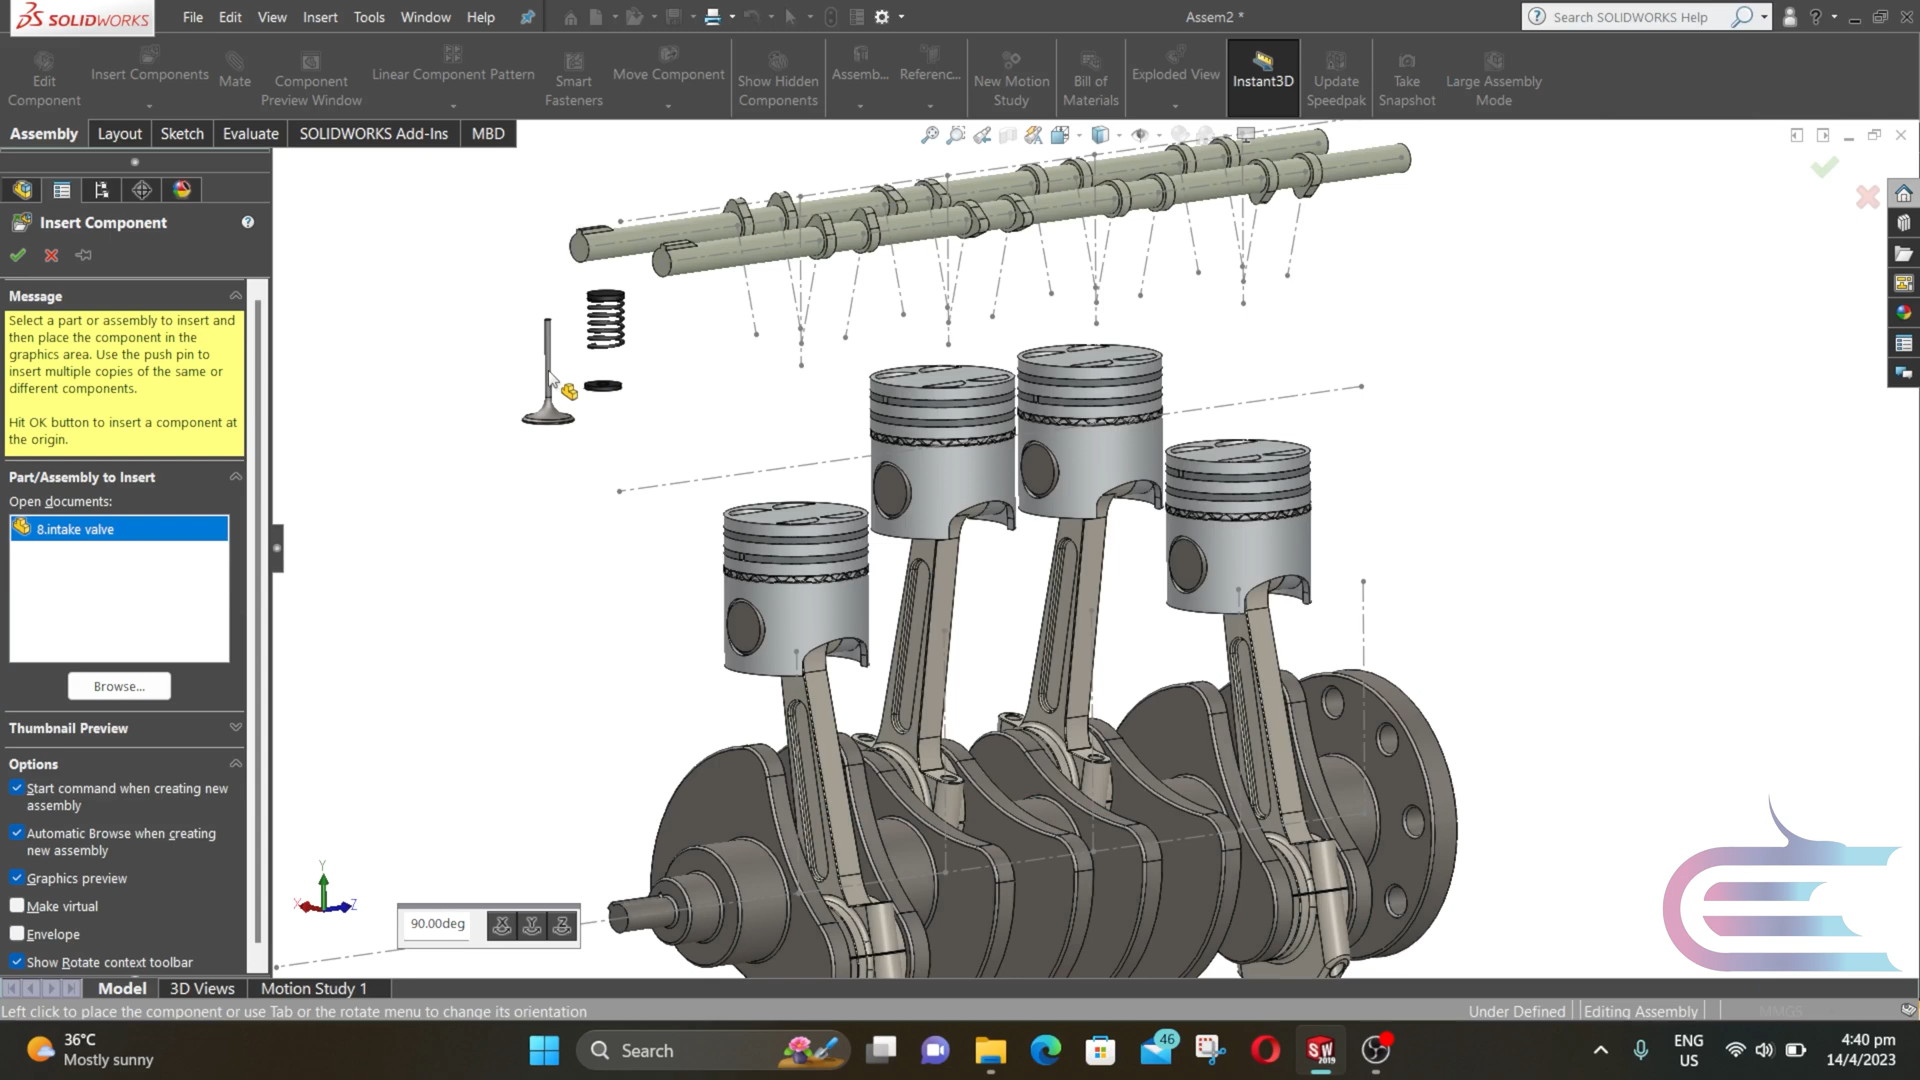 SOLIDWORKS
File Edit View Insert Tools Window Help
Assem2 *
Search SOLIDWORKS Help
Edit Component
Insert Components
Mate
Component Preview Window
Linear Component Pattern
Smart Fasteners
Move Component
Show Hidden Components
Assemb...
Referenc...
New Motion Study
Bill of Materials
Exploded View
Instant3D
Update Speedpak
Take Snapshot
Large Assembly Mode
Assembly Layout Sketch Evaluate SOLIDWORKS Add-Ins MBD
Insert Component
Message
Select a part or assembly to insert and
then place the component in the
graphics area. Use the push pin to
insert multiple copies of the same or
different components.
Hit OK button to insert a component at
the origin.
Part/Assembly to Insert
Open documents:
8.intake valve
Browse...
Thumbnail Preview
Options
Start command when creating new
assembly
Automatic Browse when creating
new assembly
Graphics preview
Make virtual
Envelope
Show Rotate context toolbar
Y
X
Z
90.00deg
X Y Z
Model 3D Views Motion Study 1
Left click to place the component or use Tab or the rotate menu to change its orientation
Under Defined Editing Assembly MMGS
36°C
Mostly sunny
Search
46
SW
2019
ENG
US
4:40 pm
14/4/2023